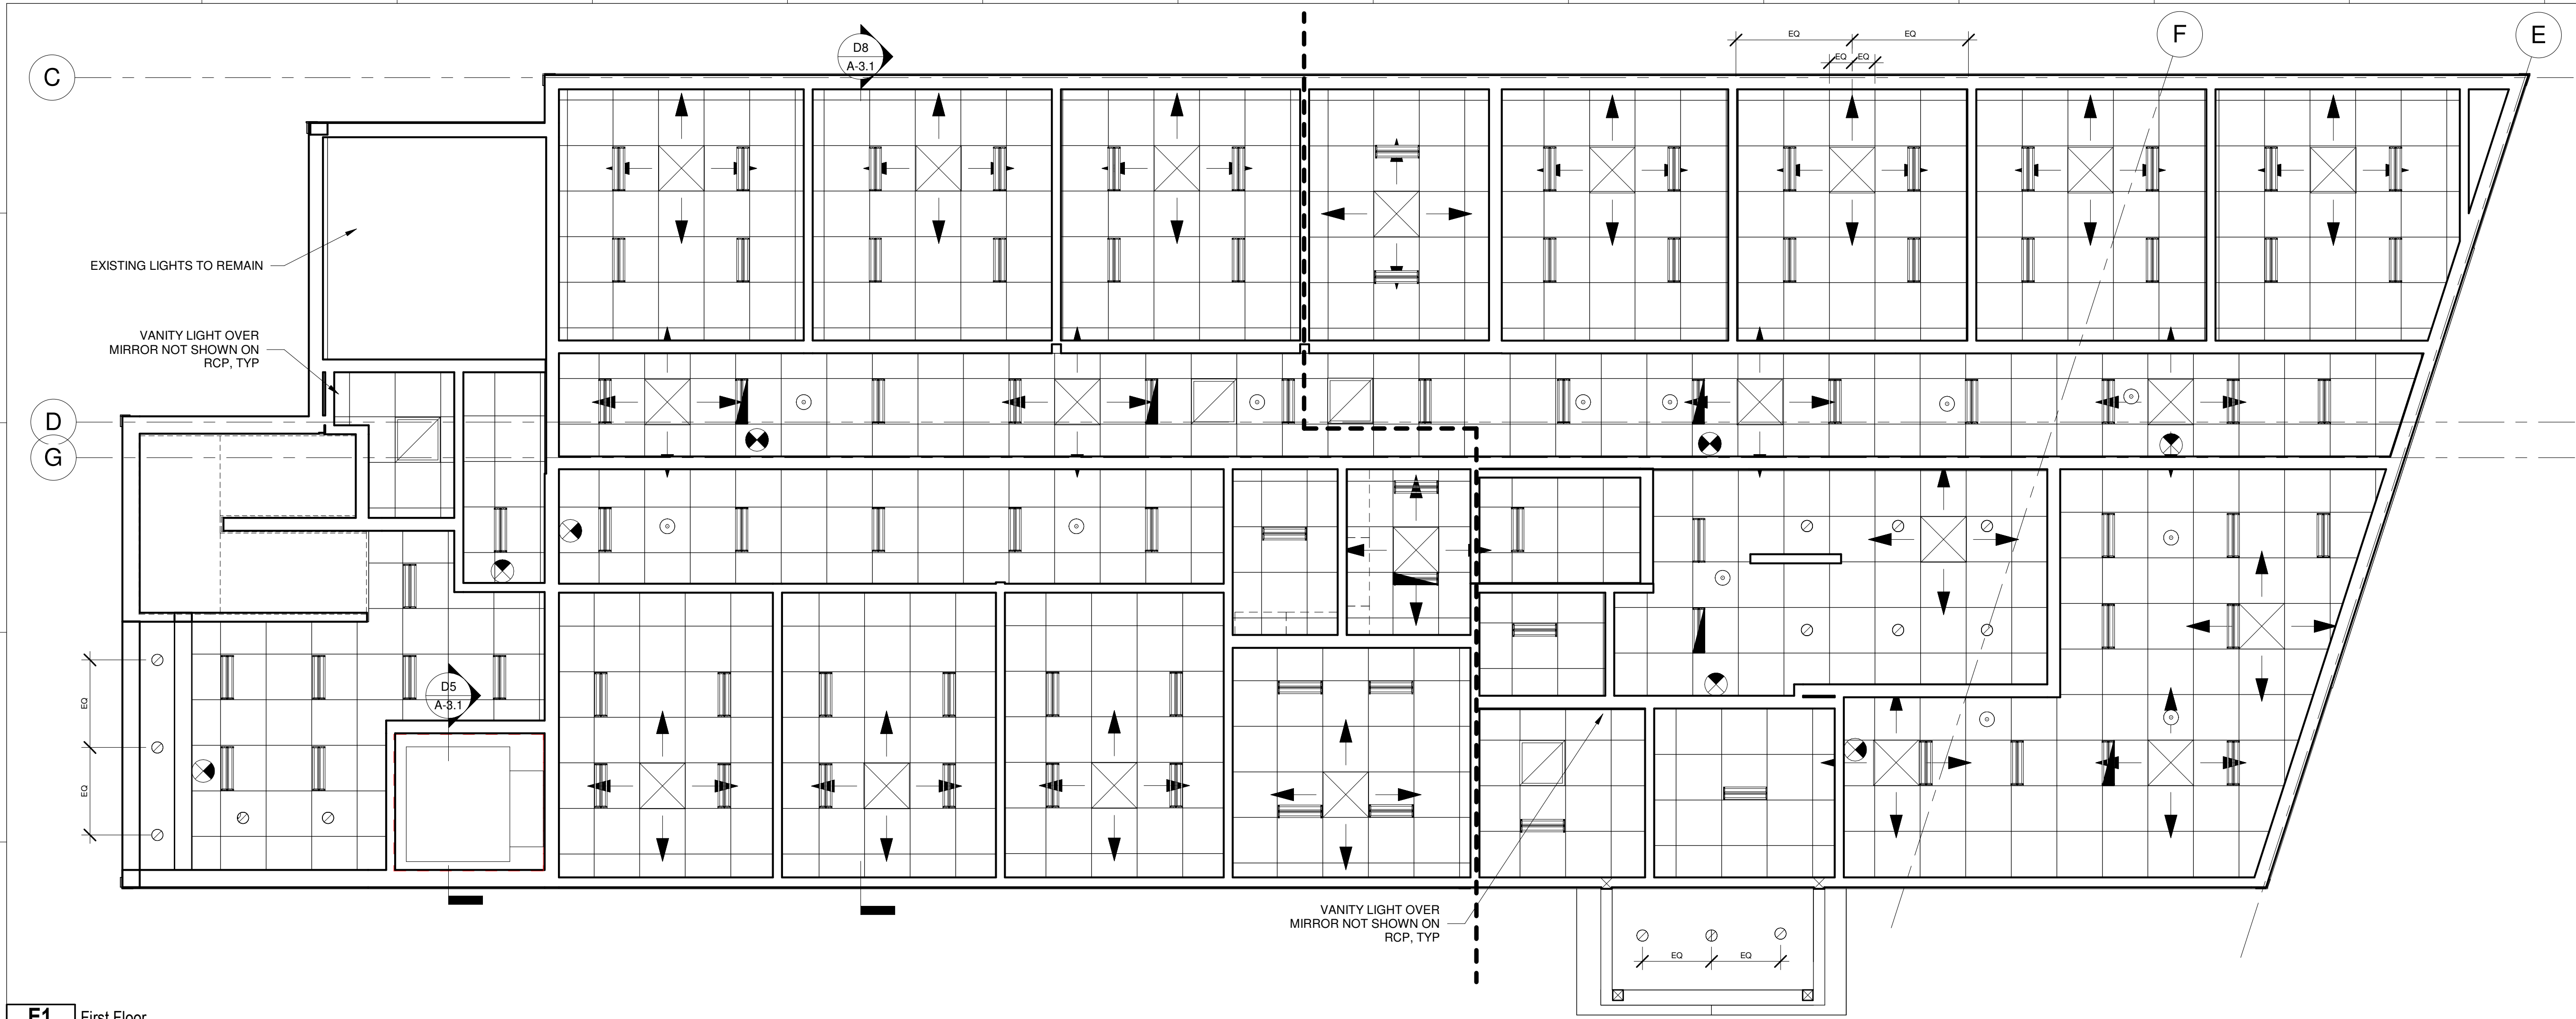 D8
A-3.1
EQ
EQ
EQ
EQ
F
E
C
EXISTING LIGHTS TO REMAIN
VANITY LIGHT OVER
MIRROR NOT SHOWN ON
RCP, TYP
D
G
EQ
EQ
D5
A-3.1
VANITY LIGHT OVER
MIRROR NOT SHOWN ON
RCP, TYP
EQ
EQ
E1
First Floor